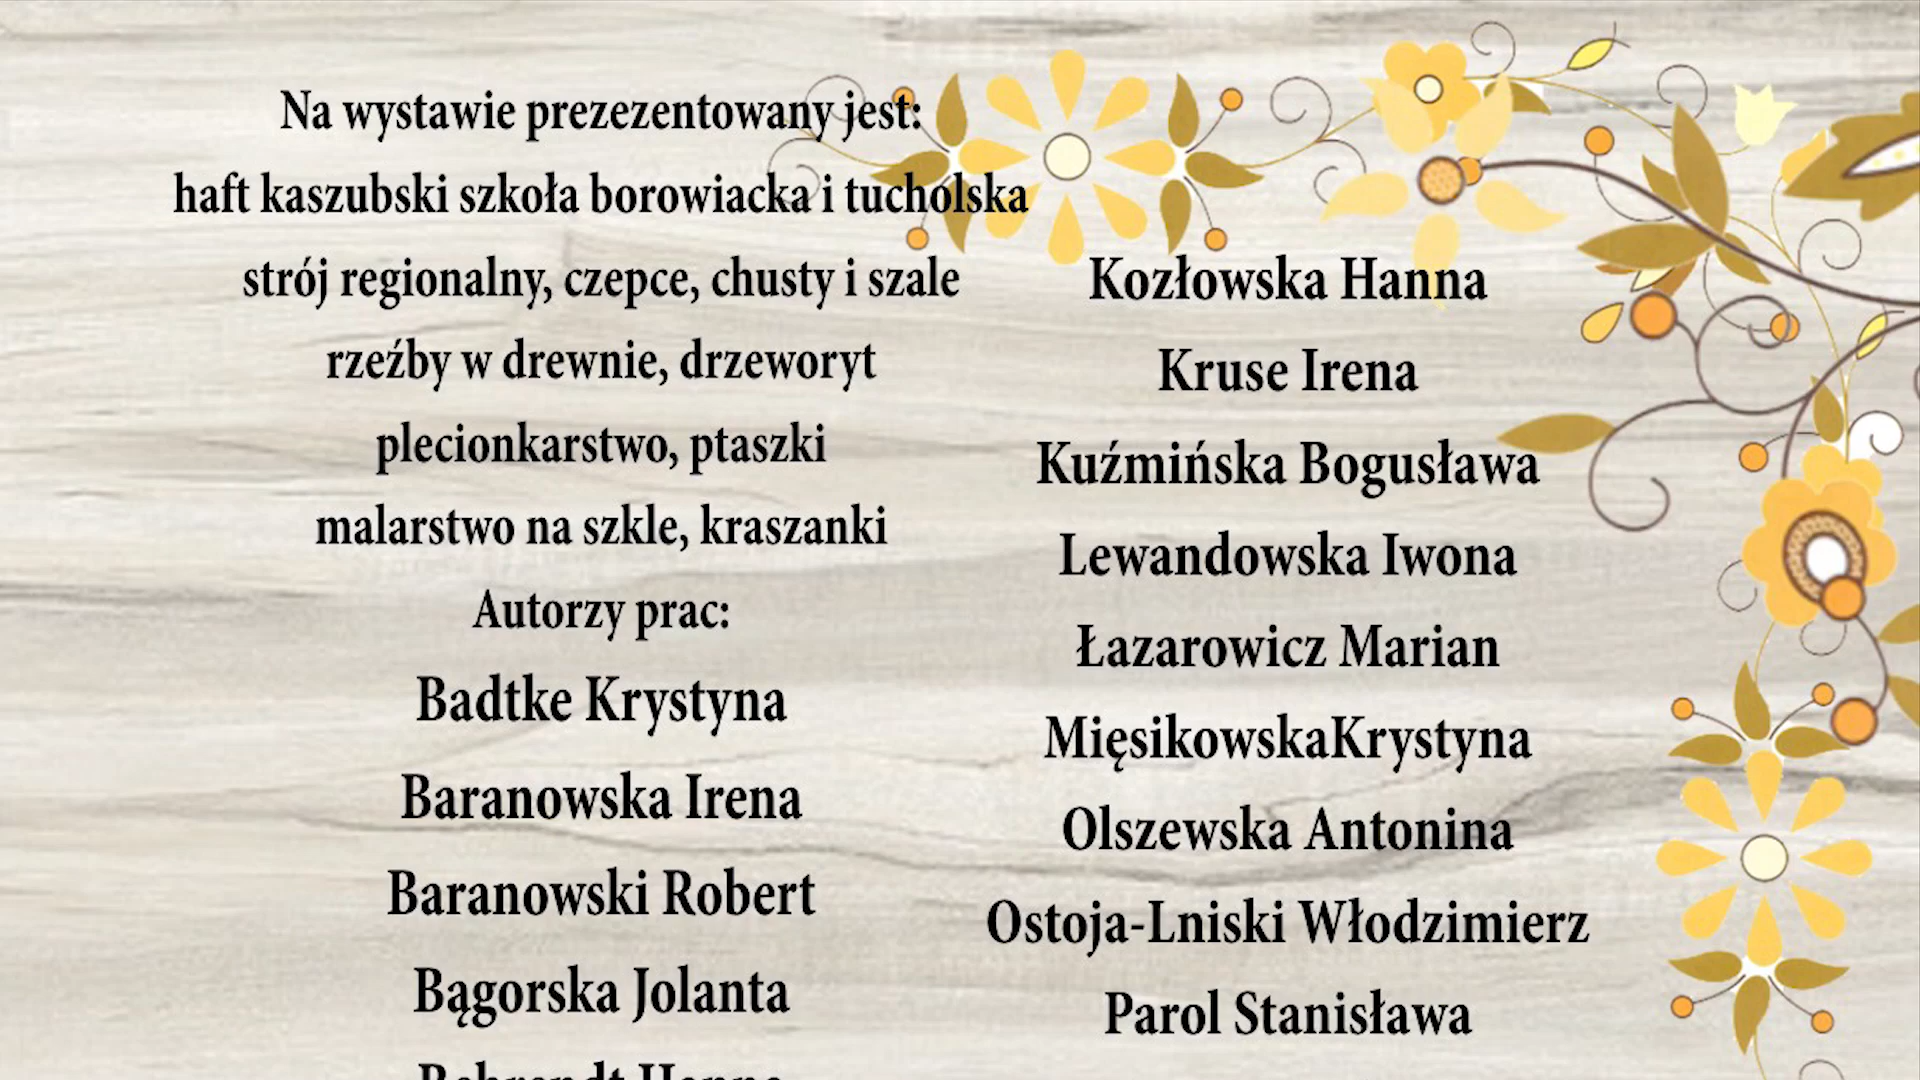 Na wystawie prezezentowany jest:
haft kaszubski szkoła borowiacka i tucholska
strój regionalny, czepce, chusty i szale
rzeźby w drewnie, drzeworyt
plecionkarstwo, ptaszki
malarstwo na szkle, kraszanki
Autorzy prac:
Badtke Krystyna
Baranowska Irena
Baranowski Robert
Bągorska Jolanta
Kozłowska Hanna
Kruse Irena
Kuźmińska Bogusława
Lewandowska Iwona
Łazarowicz Marian
MięsikowskaKrystyna
Olszewska Antonina
Ostoja-Lniski Włodzimierz
Parol Stanisława